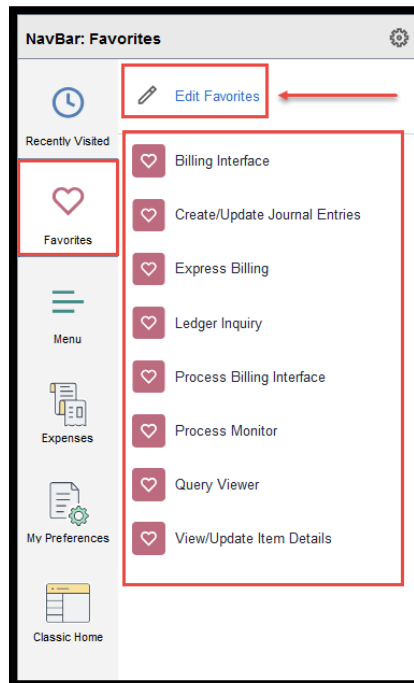 NavBar: Favorites
Edit Favorites
Recently Visited
Billing Interface
Favorites
Create/Update Journal Entries
Express Billing
Menu
Ledger Inquiry
Process Billing Interface
Expenses
Process Monitor
Query Viewer
My Preferences
View/Update Item Details
Classic Home